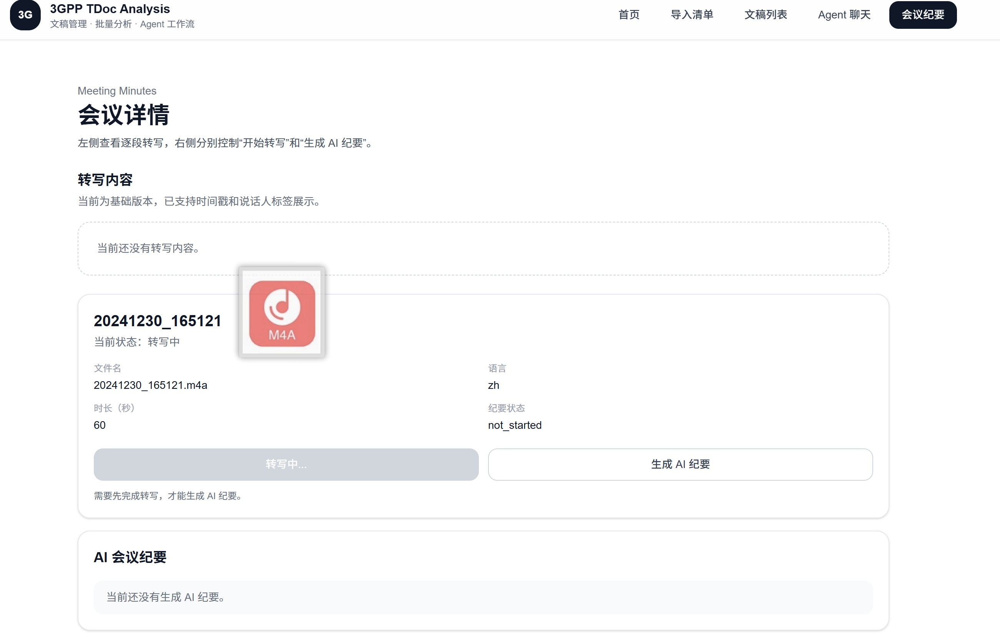 3G
3GPP TDoc Analysis
文稿管理 · 批量分析 · Agent 工作流
首页
导入清单
文稿列表
Agent 聊天
会议纪要
Meeting Minutes
会议详情
左侧查看逐段转写，右侧分别控制“开始转写”和“生成 AI 纪要”。
转写内容
当前为基础版本，已支持时间戳和说话人标签展示。
当前还没有转写内容。
M4A
20241230_165121
当前状态：转写中
文件名
20241230_165121.m4a
语言
zh
时长（秒）
60
纪要状态
not_started
转写中...
生成 AI 纪要
需要先完成转写，才能生成 AI 纪要。
AI 会议纪要
当前还没有生成 AI 纪要。